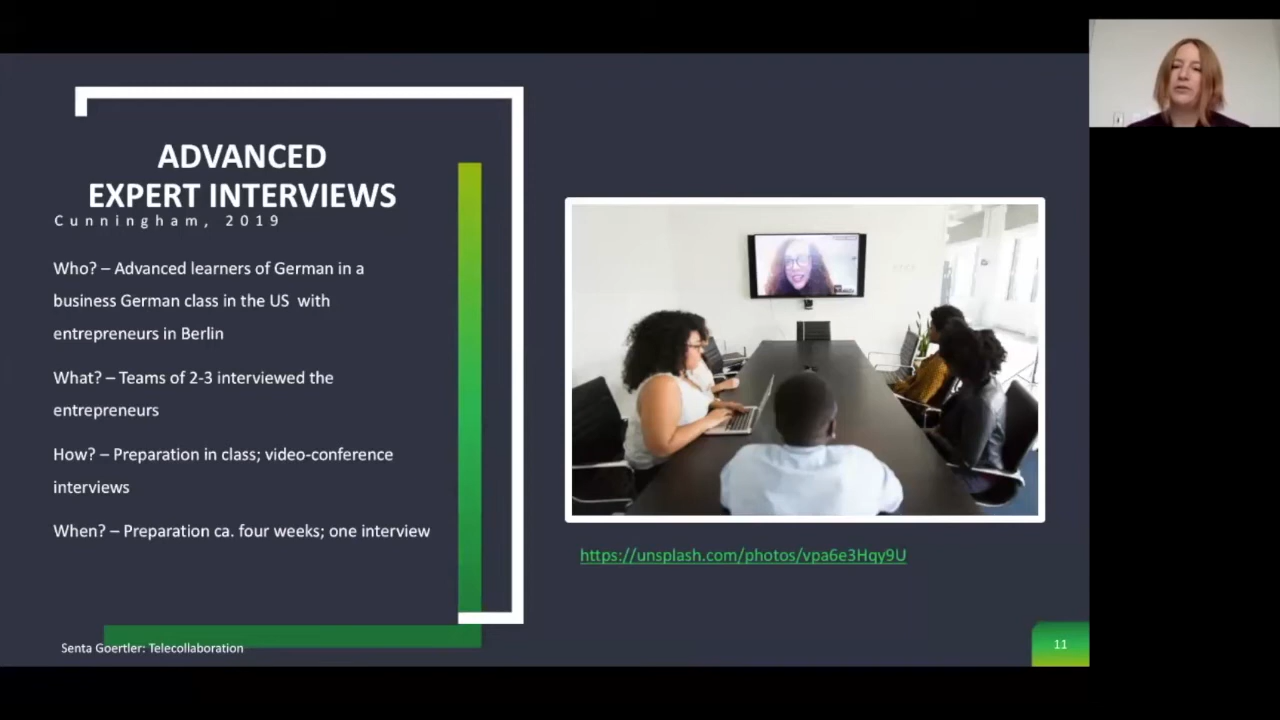 ADVANCED
EXPERT INTERVIEWS
Cunningham, 2019
Who? – Advanced learners of German in a
business German class in the US with
entrepreneurs in Berlin
What? – Teams of 2-3 interviewed the
entrepreneurs
How? – Preparation in class; video-conference
interviews
When? – Preparation ca. four weeks; one interview
https://unsplash.com/photos/vpa6e3Hqy9U
Senta Goertler: Telecollaboration
11